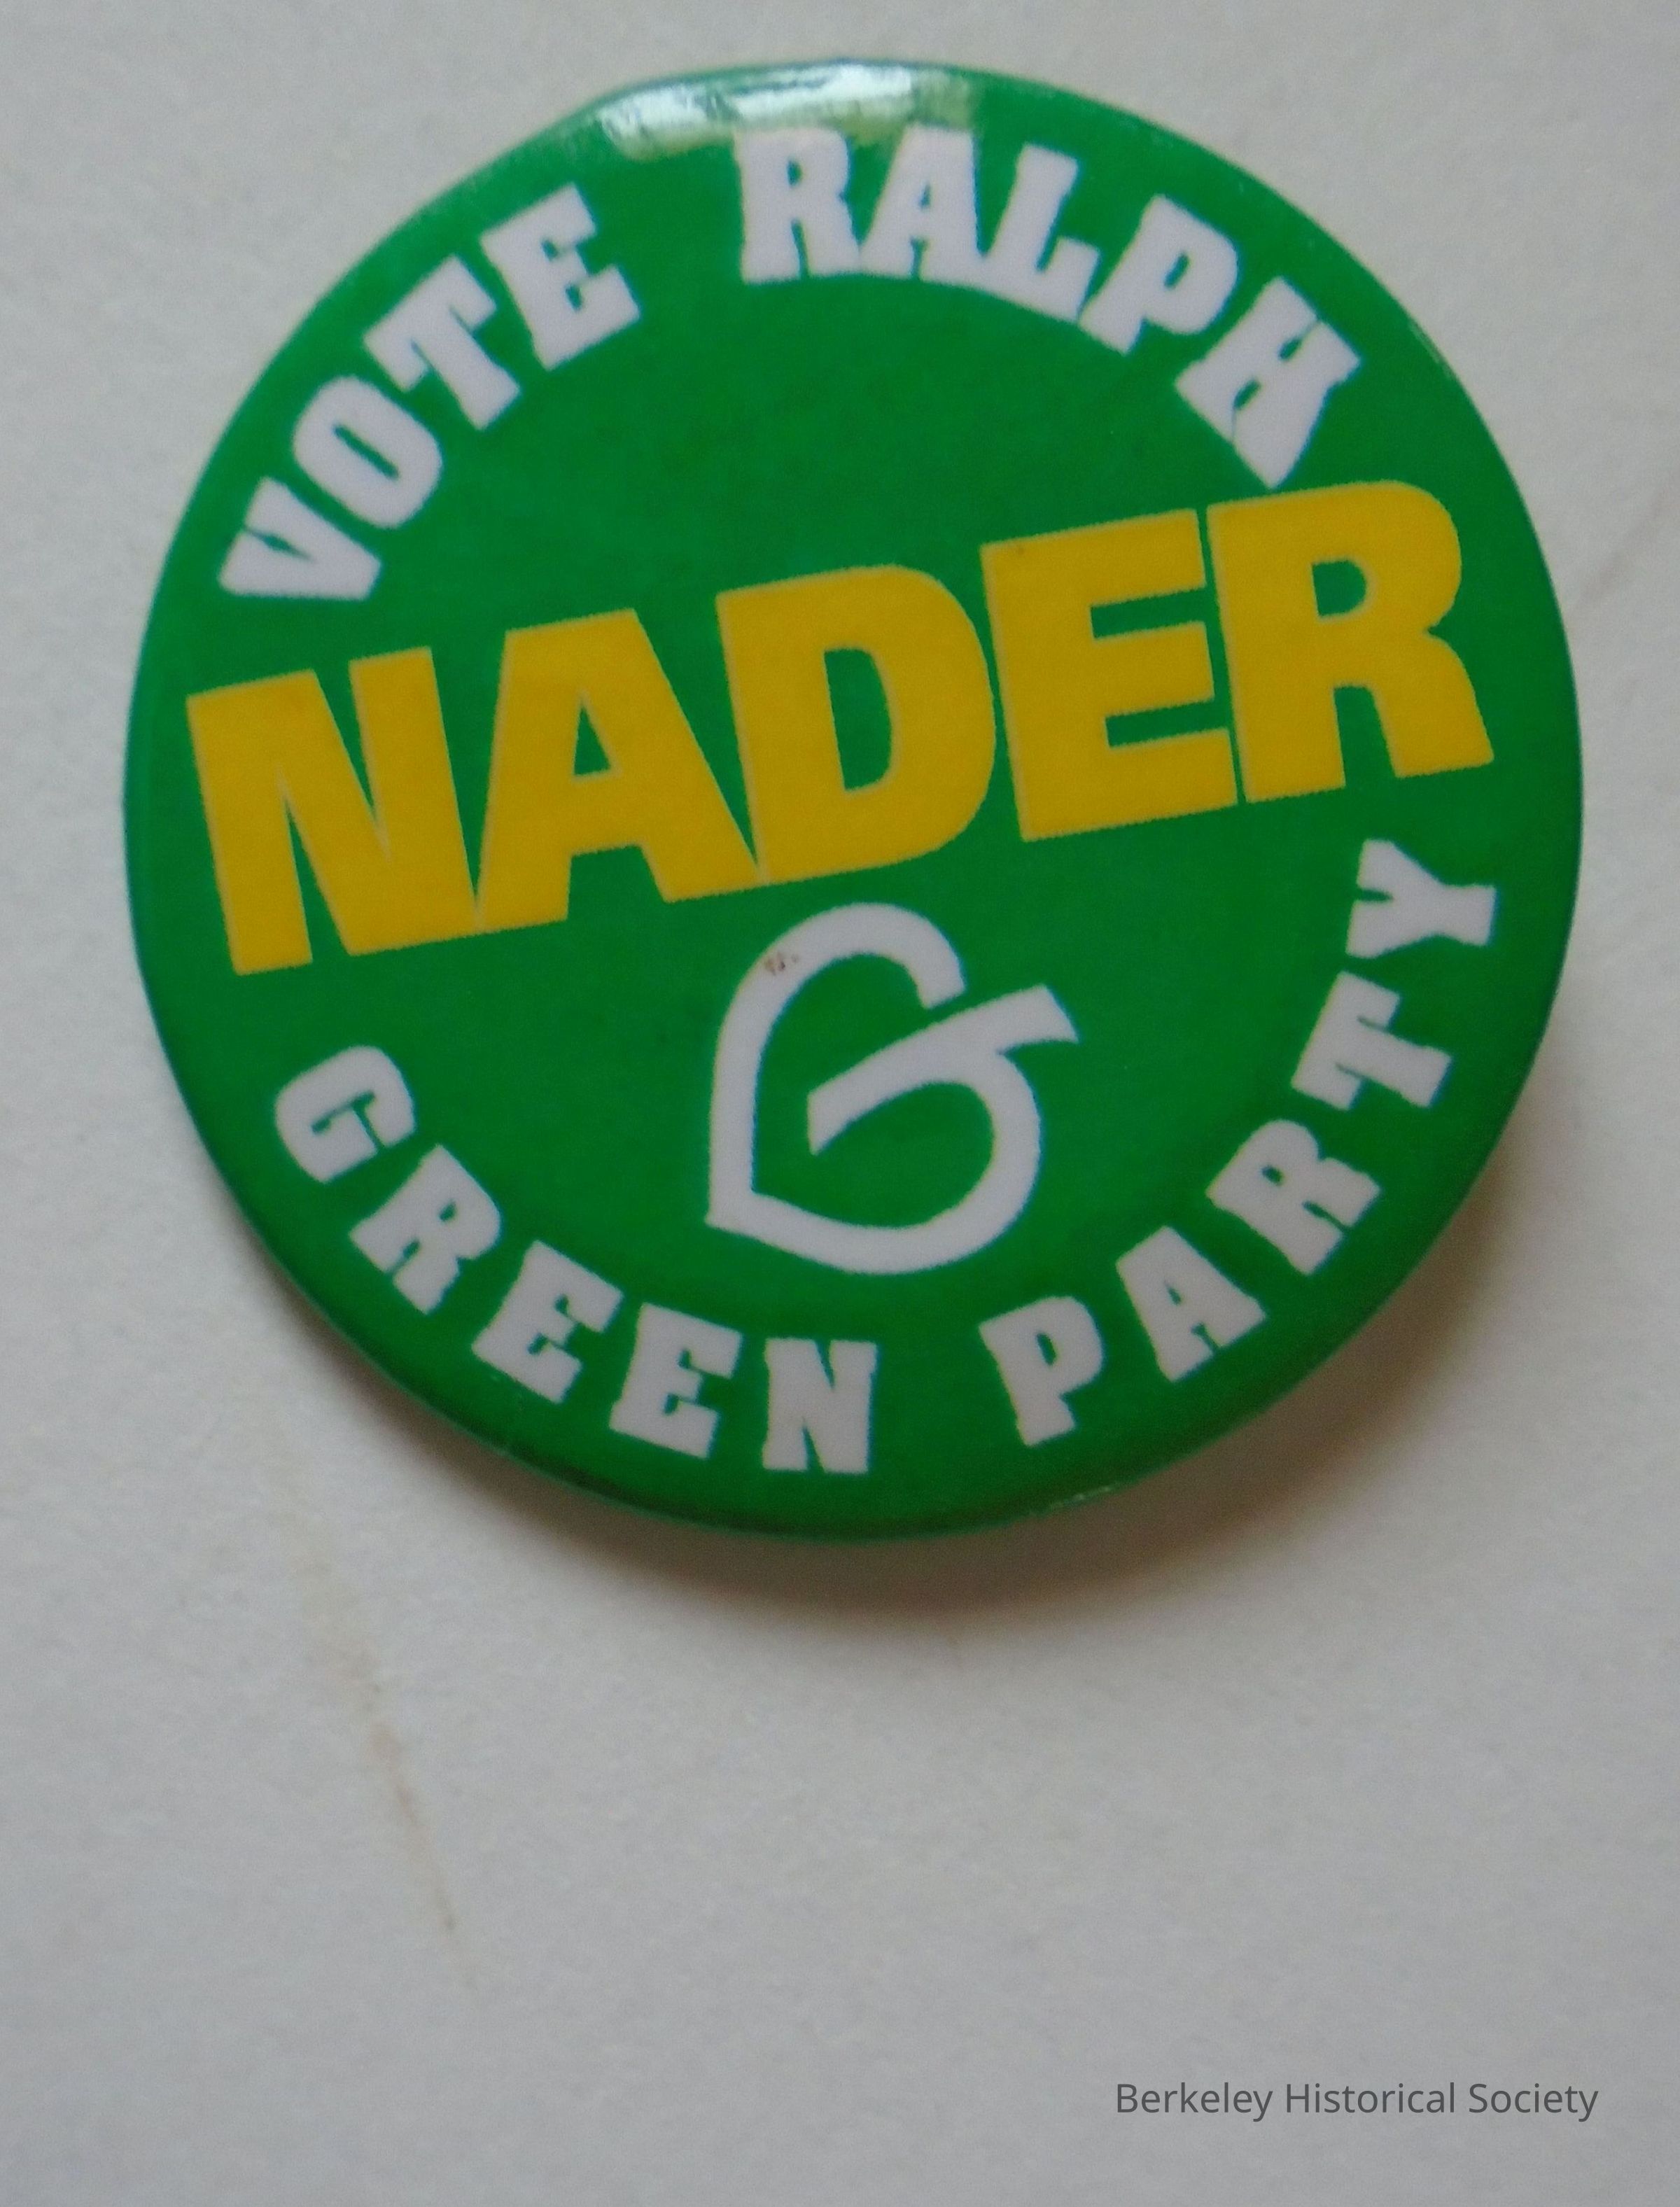 VOTE RALPH
NADER
G
GREEN PARTY
Berkeley Historical Society